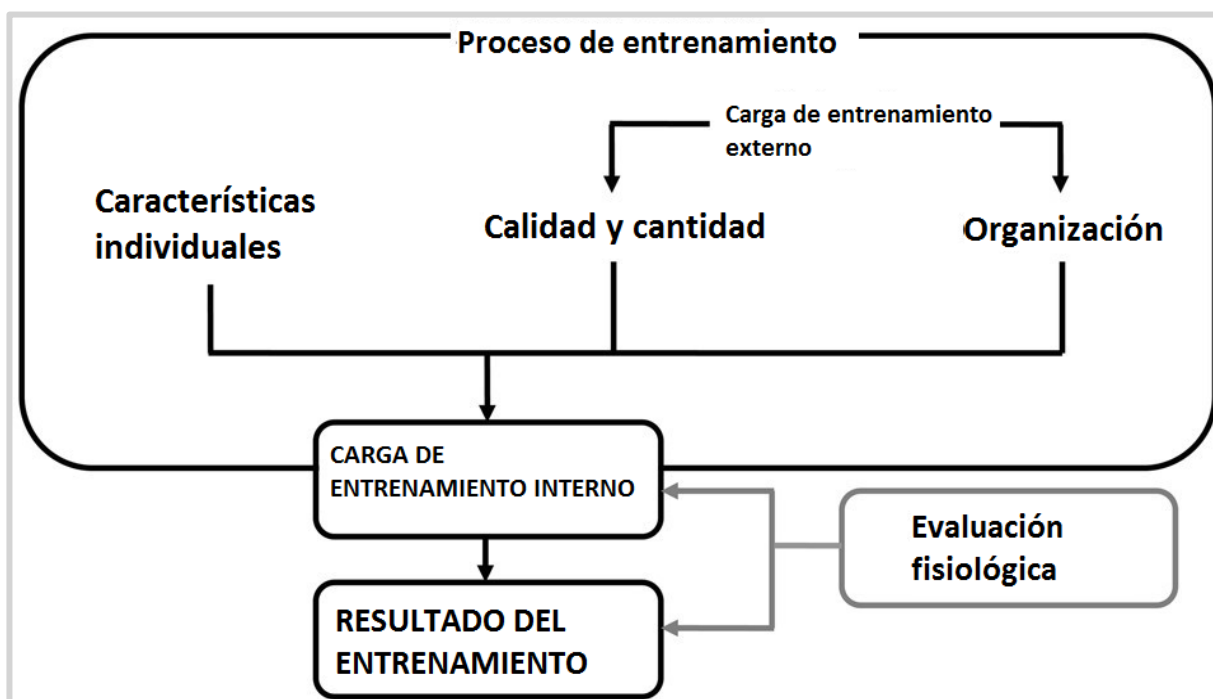 Proceso de entrenamiento
Carga de entrenamiento
externo
Característísticas
individuales
Calidad y cantidad
Organización
CARGA DE
ENTRENAMIENTO INTERNO
Evaluación
fisiológica
RESULTADO DEL
ENTRENAMIENTO